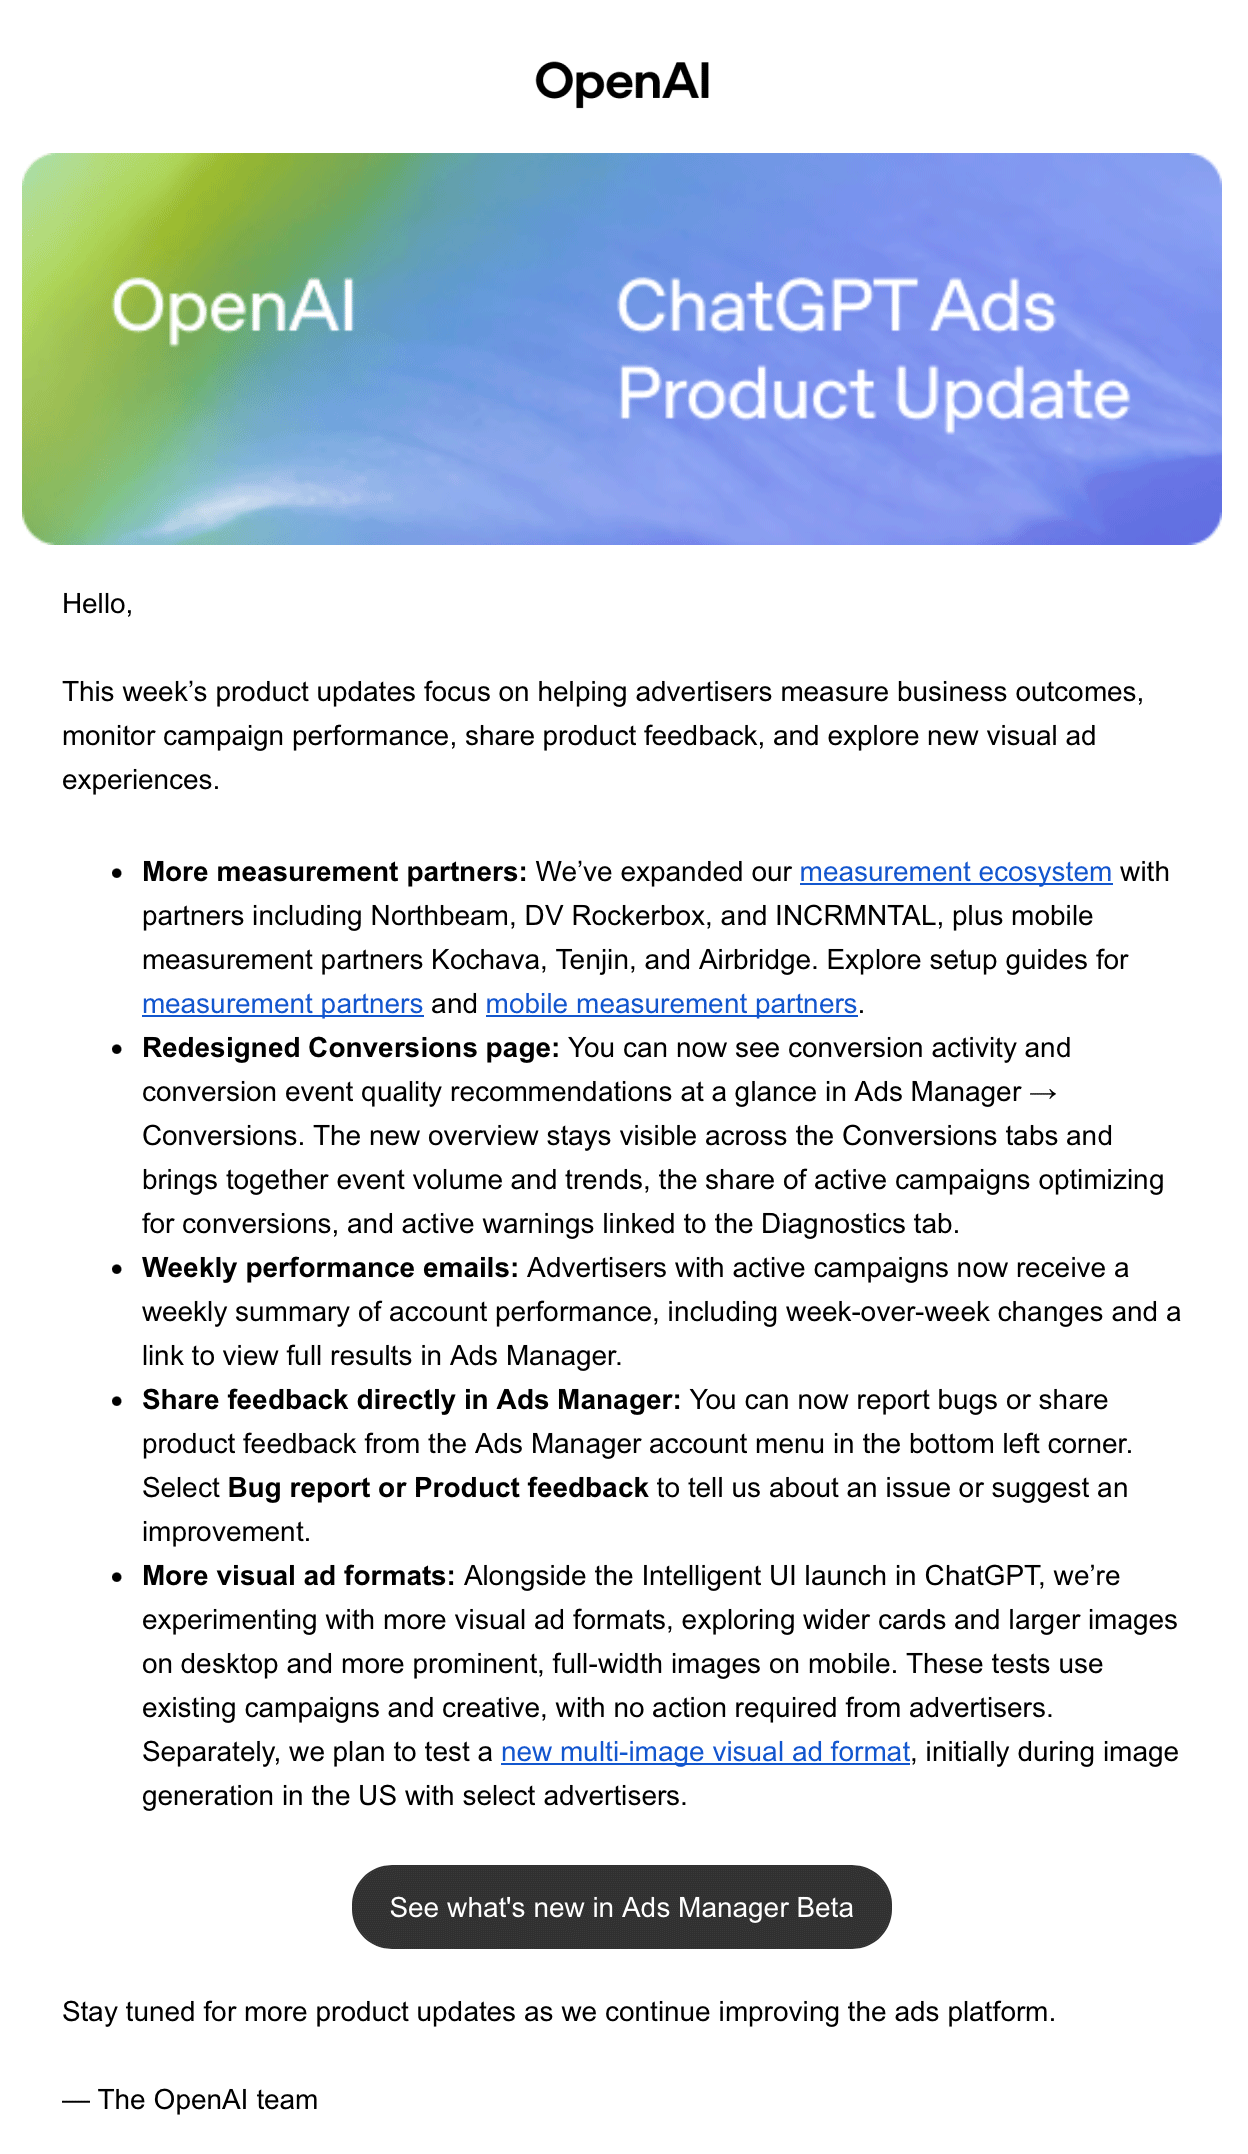 OpenAI
OpenAI
ChatGPT Ads
Product Update
Hello,
This week’s product updates focus on helping advertisers measure business outcomes,
monitor campaign performance, share product feedback, and explore new visual ad
experiences.
• More measurement partners: We’ve expanded our measurement ecosystem with
partners including Northbeam, DV Rockerbox, and INCRMNTAL, plus mobile
measurement partners Kochava, Tenjin, and Airbridge. Explore setup guides for
measurement partners and mobile measurement partners.
• Redesigned Conversions page: You can now see conversion activity and
conversion event quality recommendations at a glance in Ads Manager →
Conversions. The new overview stays visible across the Conversions tabs and
brings together event volume and trends, the share of active campaigns optimizing
for conversions, and active warnings linked to the Diagnostics tab.
• Weekly performance emails: Advertisers with active campaigns now receive a
weekly summary of account performance, including week-over-week changes and a
link to view full results in Ads Manager.
• Share feedback directly in Ads Manager: You can now report bugs or share
product feedback from the Ads Manager account menu in the bottom left corner.
Select Bug report or Product feedback to tell us about an issue or suggest an
improvement.
• More visual ad formats: Alongside the Intelligent UI launch in ChatGPT, we’re
experimenting with more visual ad formats, exploring wider cards and larger images
on desktop and more prominent, full-width images on mobile. These tests use
existing campaigns and creative, with no action required from advertisers.
Separately, we plan to test a new multi-image visual ad format, initially during image
generation in the US with select advertisers.
See what's new in Ads Manager Beta
Stay tuned for more product updates as we continue improving the ads platform.
— The OpenAI team